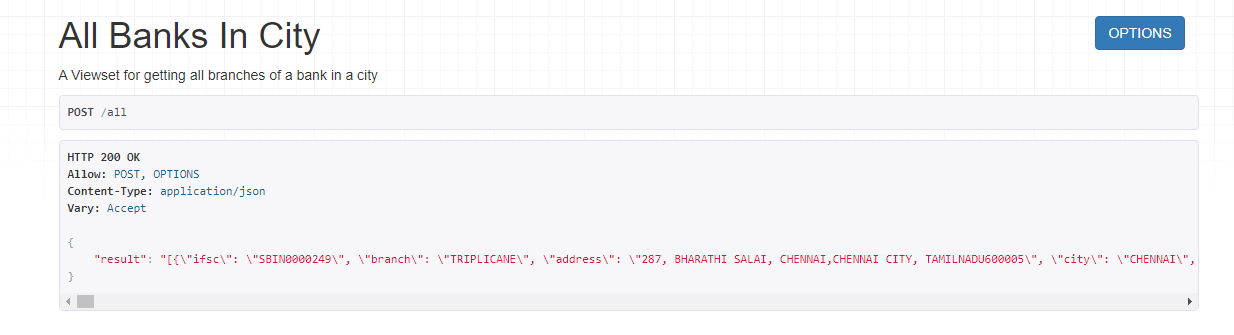 All Banks In City
OPTIONS
A Viewset for getting all branches of a bank in a city
POST /all
HTTP 200 OK
Allow: POST, OPTIONS
Content-Type: application/json
Vary: Accept
{
"result": "[{\"ifsc\": \"SBIN0000249\", \"branch\": \"TRIPLICANE\", \"address\": \"287, BHARATHI SALAI, CHENNAI,CHENNAI CITY, TAMILNADU600005\", \"city\": \"CHENNAI\",
}